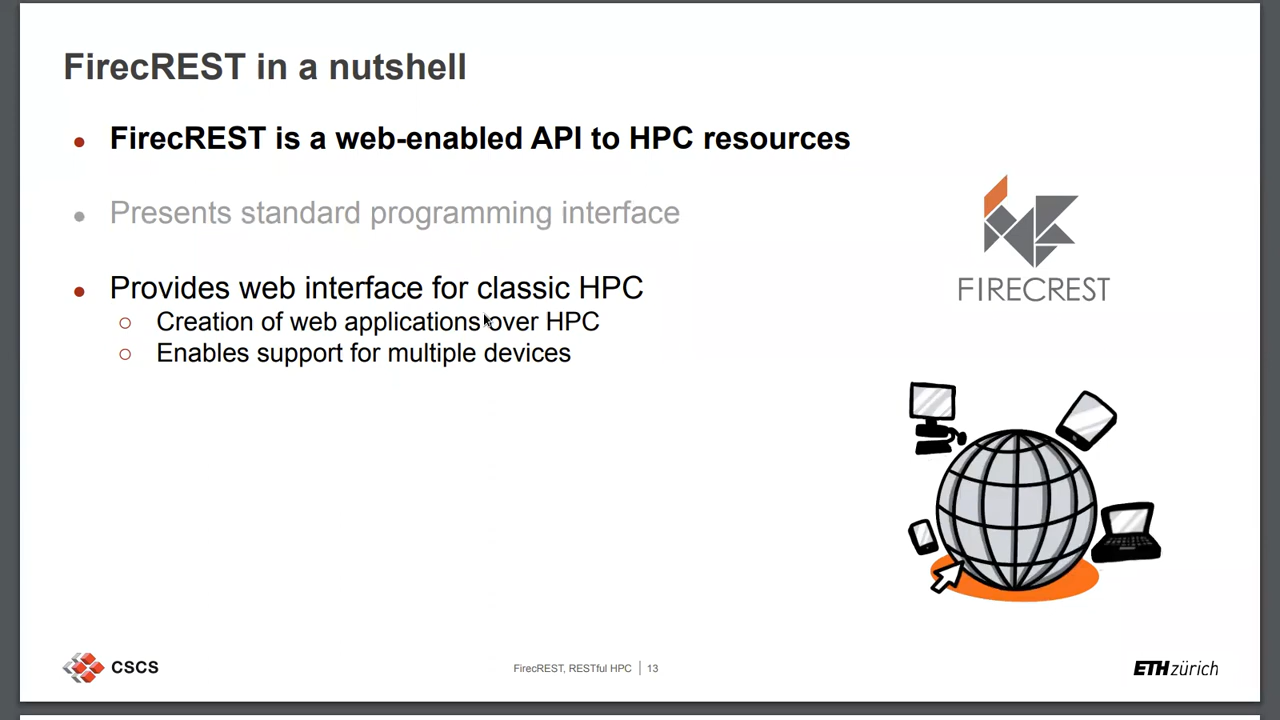 FirecREST in a nutshell
FirecREST is a web-enabled API to HPC resources
Presents standard programming interface
Provides web interface for classic HPC
Creation of web applications over HPC
Enables support for multiple devices
FIRECREST
CSCS
FirecREST, RESTful HPC | 13
ETH zürich